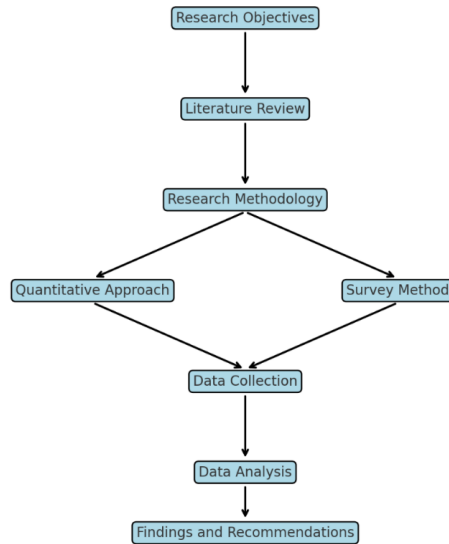 Research Objectives
Literature Review
Research Methodology
Quantitative Approach
Survey Method
Data Collection
Data Analysis
Findings and Recommendations